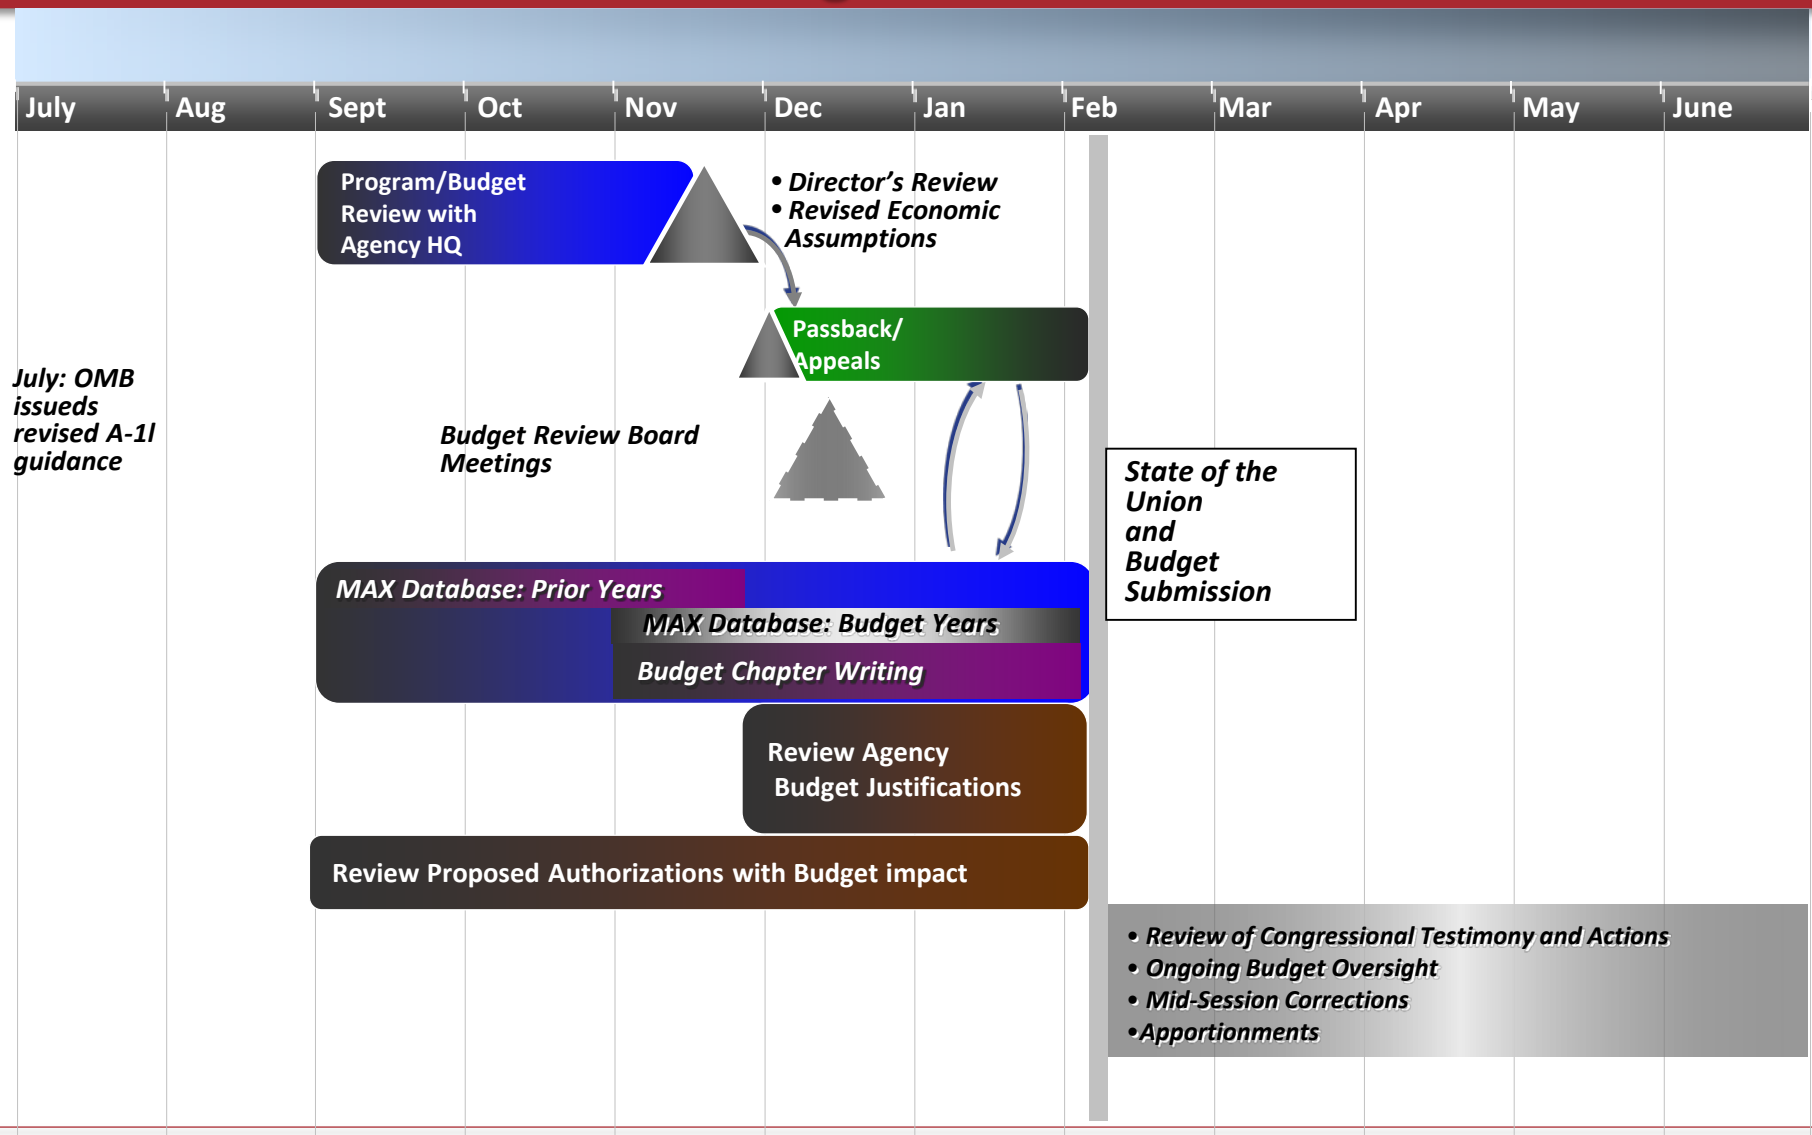 July Aug Sept Oct Nov Dec Jan Feb Mar Apr May June
Program/Budget
Review with
Agency HQ
• Director’s Review
• Revised Economic
Assumptions
Passback/
Appeals
July: OMB
issueds
revised A-1l
guidance
Budget Review Board
Meetings
State of the
Union
and
Budget
Submission
MAX Database: Prior Years
MAX Database: Budget Years
Budget Chapter Writing
Review Agency
Budget Justifications
Review Proposed Authorizations with Budget impact
• Review of Congressional Testimony and Actions
• Ongoing Budget Oversight
• Mid-Session Corrections
•Apportionments